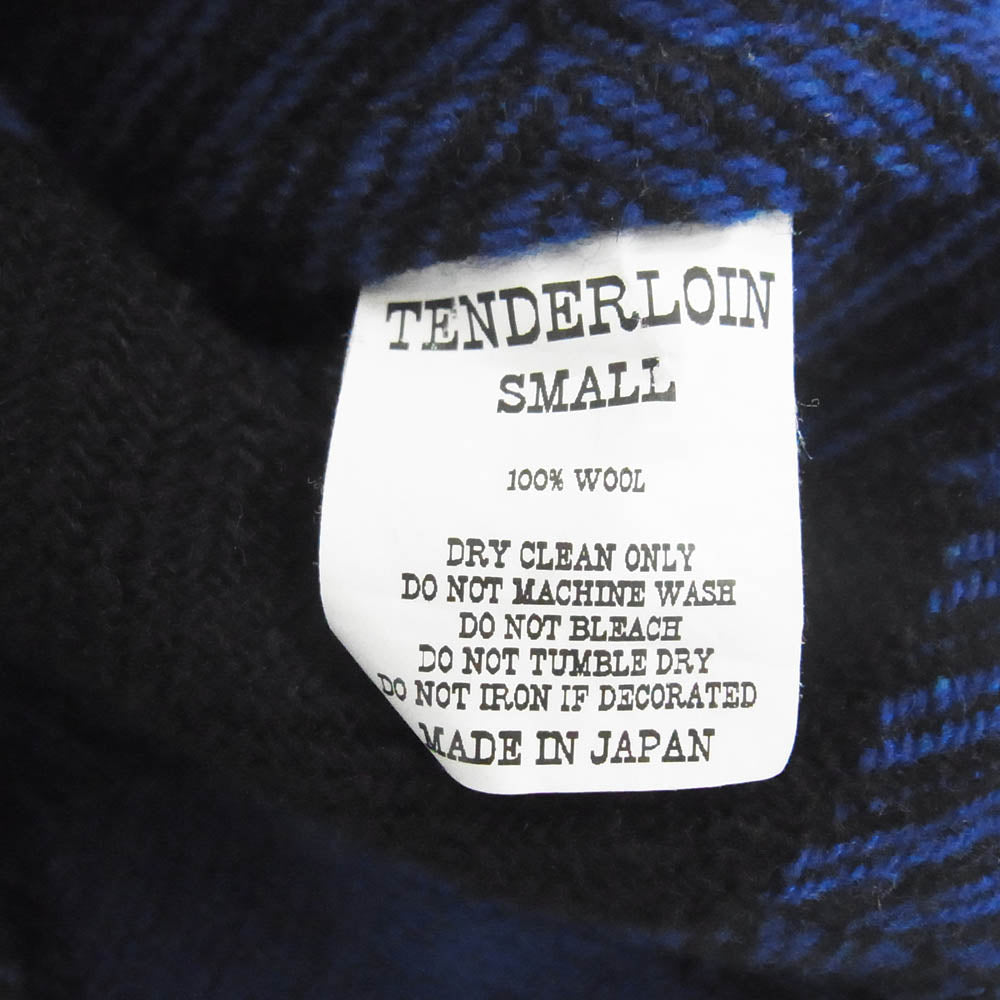 TENDERLOIN
SMALL
100% WOOL
DRY CLEAN ONLY
DO NOT MACHINE WASH
DO NOT BLEACH
DO NOT TUMBLE DRY
DO NOT IRON IF DECORATED
MADE IN JAPAN